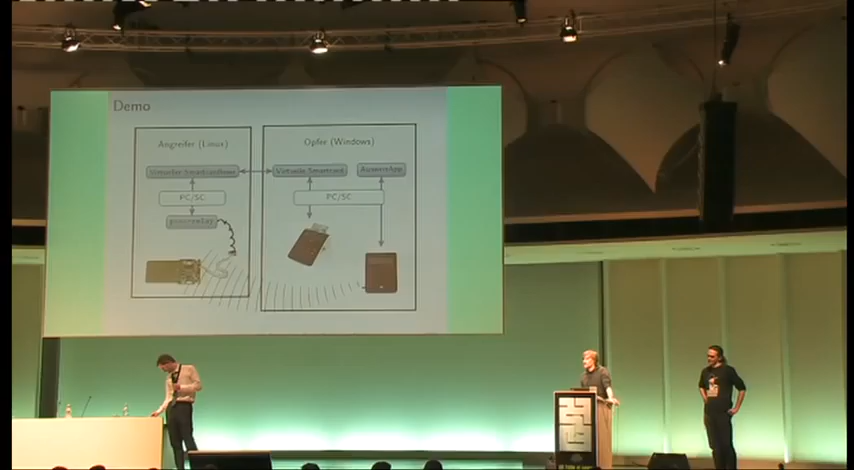 Demo
Angreifer (Linux)
Opfer (Windows)
Virtuelle Smartcard
AusweisApp
PC/SC
PC/SC